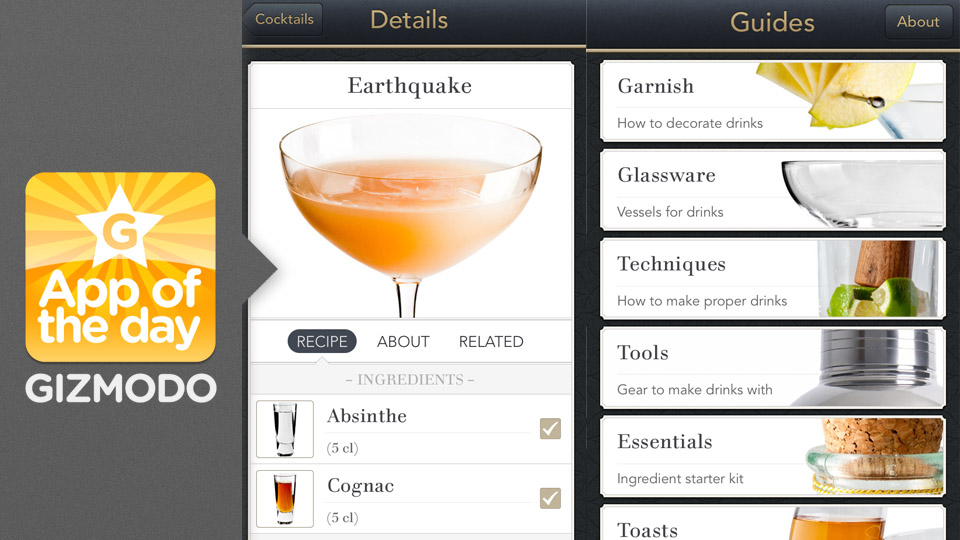 G
App of
the day
GIZMODO
Cocktails
Details
Earthquake
RECIPE
ABOUT
RELATED
– INGREDIENTS –
Absinthe
(5 cl)
Cognac
(5 cl)
Guides
About
Garnish
How to decorate drinks
Glassware
Vessels for drinks
Techniques
How to make proper drinks
Tools
Gear to make drinks with
Essentials
Ingredient starter kit
Toasts